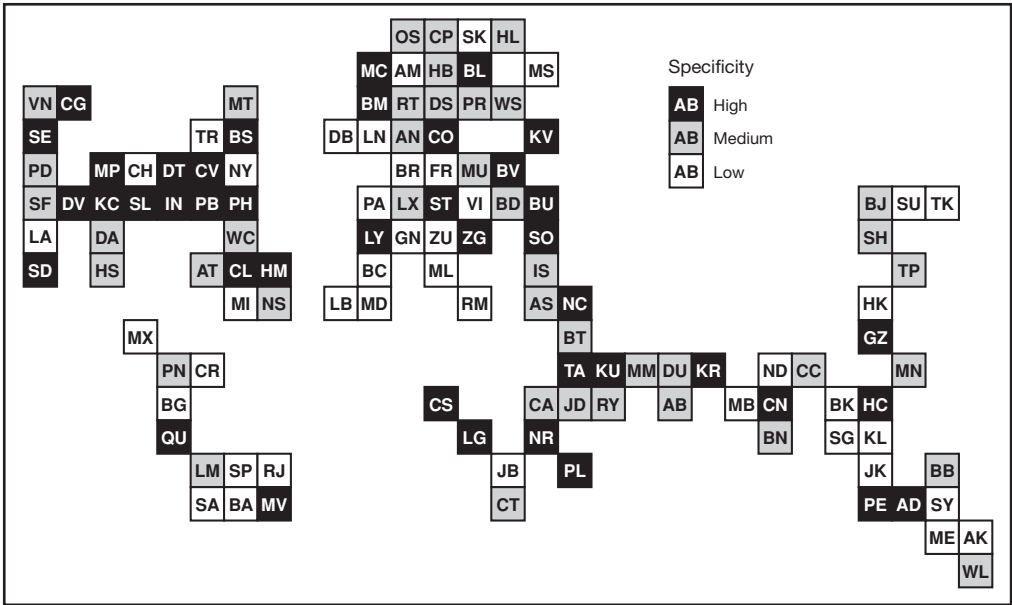 OS CP SK HL
MC AM HB BL MS
Specificity
VN CG MT BM RT DS PR WS AB High
SE TR BS DB LN AN CO KV AB Medium
PD MP CH DT CV NY BR FR MU BV AB Low
SF DV KC SL IN PB PH PA LX ST VI BD BU BJ SU TK
LA DA WC LY GN ZU ZG SO SH
SD HS AT CL HM BC ML IS TP
MI NS LB MD RM AS NC HK
MX BT GZ
PN CR TA KU MM DU KR ND CC MN
BG CS CA JD RY AB MB CN BK HC
QU LG NR BN SG KL
LM SP RJ JB PL JK BB
SA BA MV CT PE AD SY
ME AK
WL